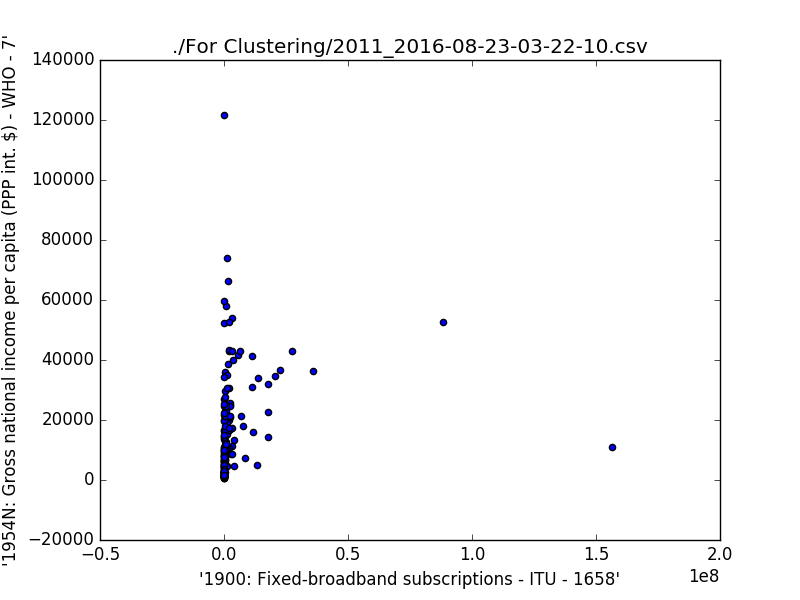 ./For Clustering/2011_2016-08-23-03-22-10.csv
'1954N: Gross national income per capita (PPP int. $) - WHO - 7'
140000
120000
100000
80000
60000
40000
20000
0
−20000
−0.5 0.0 0.5 1.0 1.5 2.0
1e8
'1900: Fixed-broadband subscriptions - ITU - 1658'